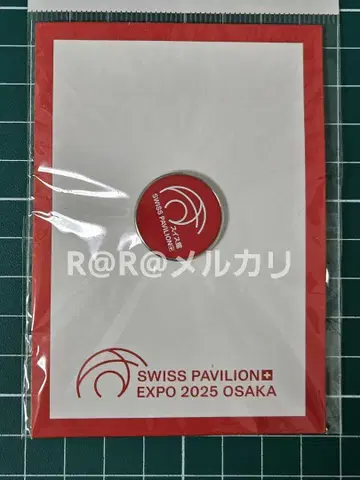 スイス館
SWISS PAVILION
R@R@メルカリ
SWISS PAVILION
EXPO 2025 OSAKA